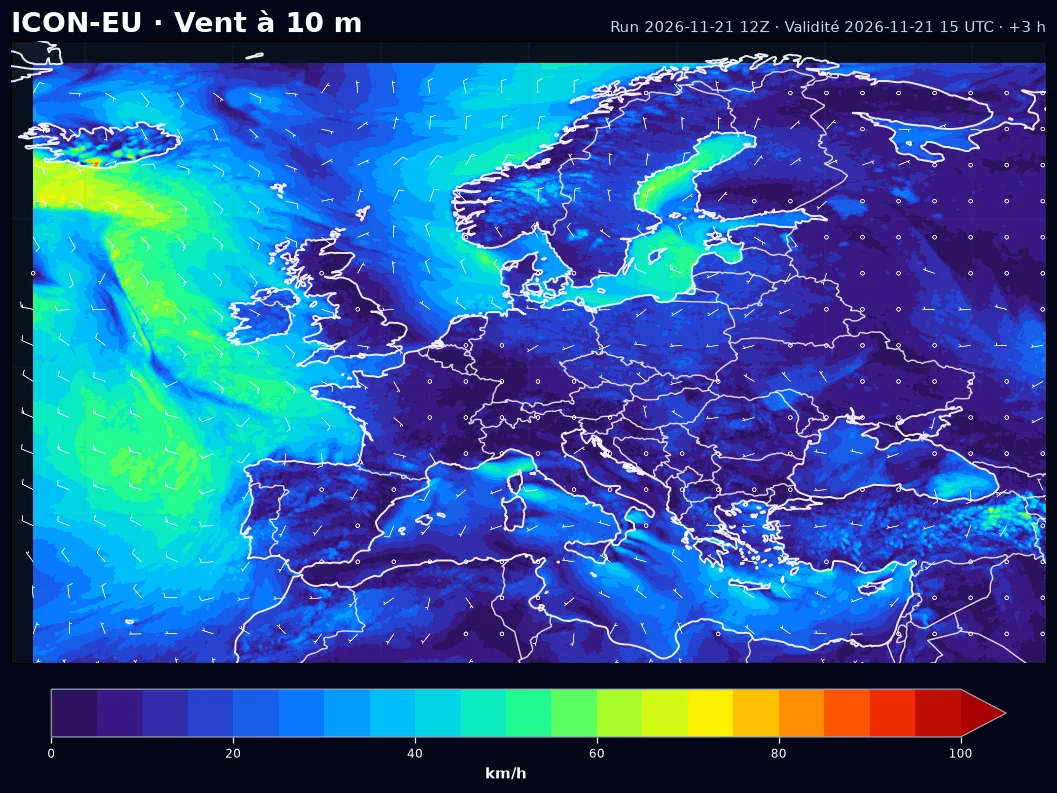 ICON-EU · Vent à 10 m
Run 2026-11-21 12Z · Validité 2026-11-21 15 UTC · +3 h
0 20 40 60 80 100
km/h